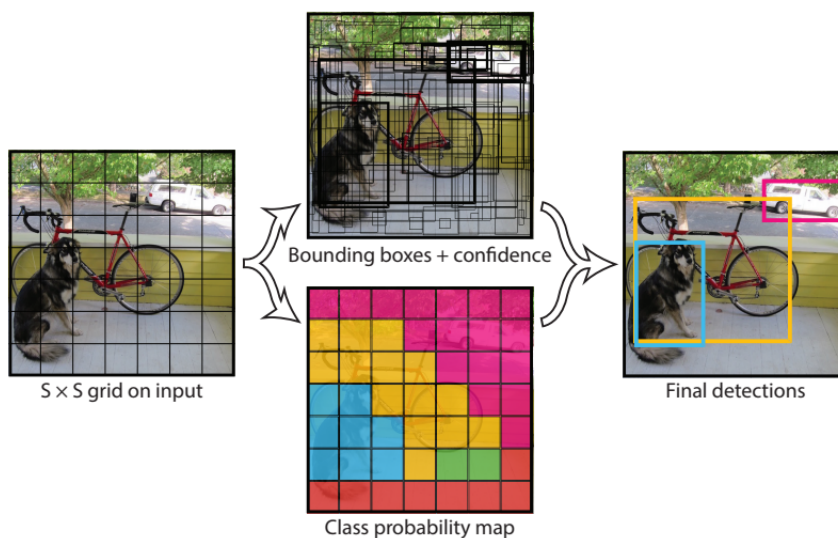 S × S grid on input
Bounding boxes + confidence
Class probability map
Final detections